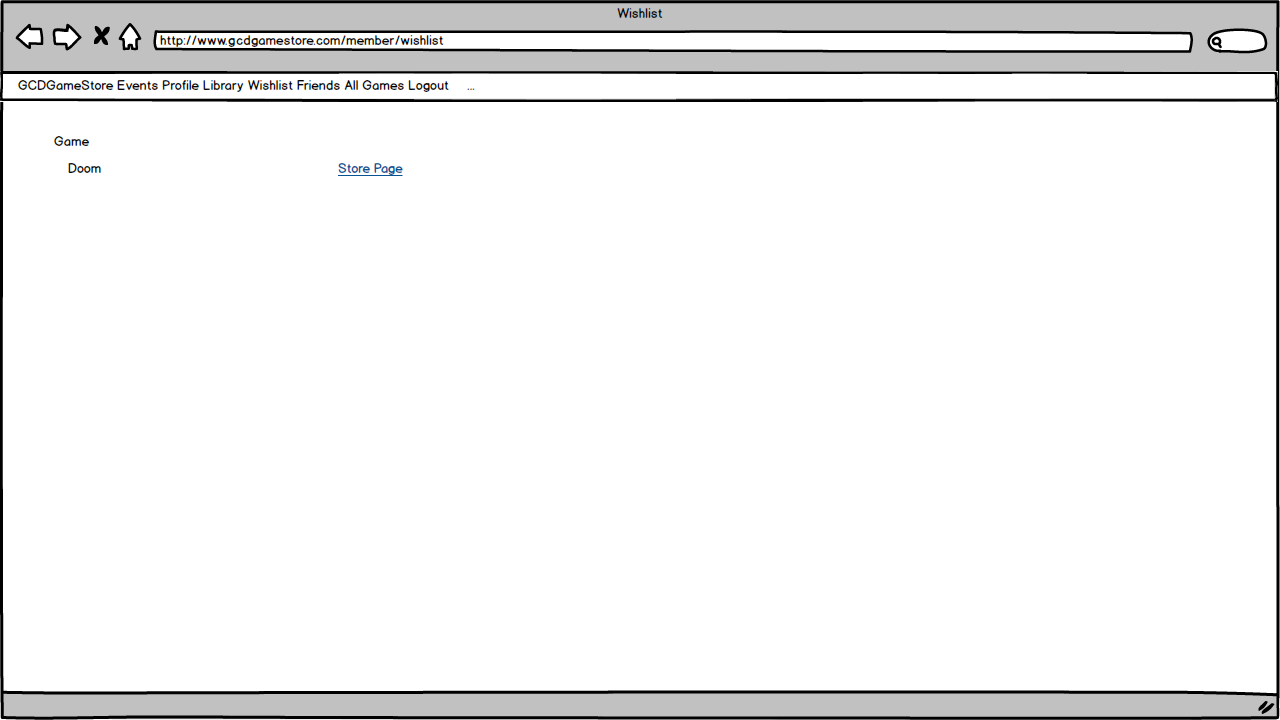 Wishlist
http://www.gcdgamestore.com/member/wishlist
GCDGameStore Events Profile Library Wishlist Friends All Games Logout ...
Game
Doom Store Page